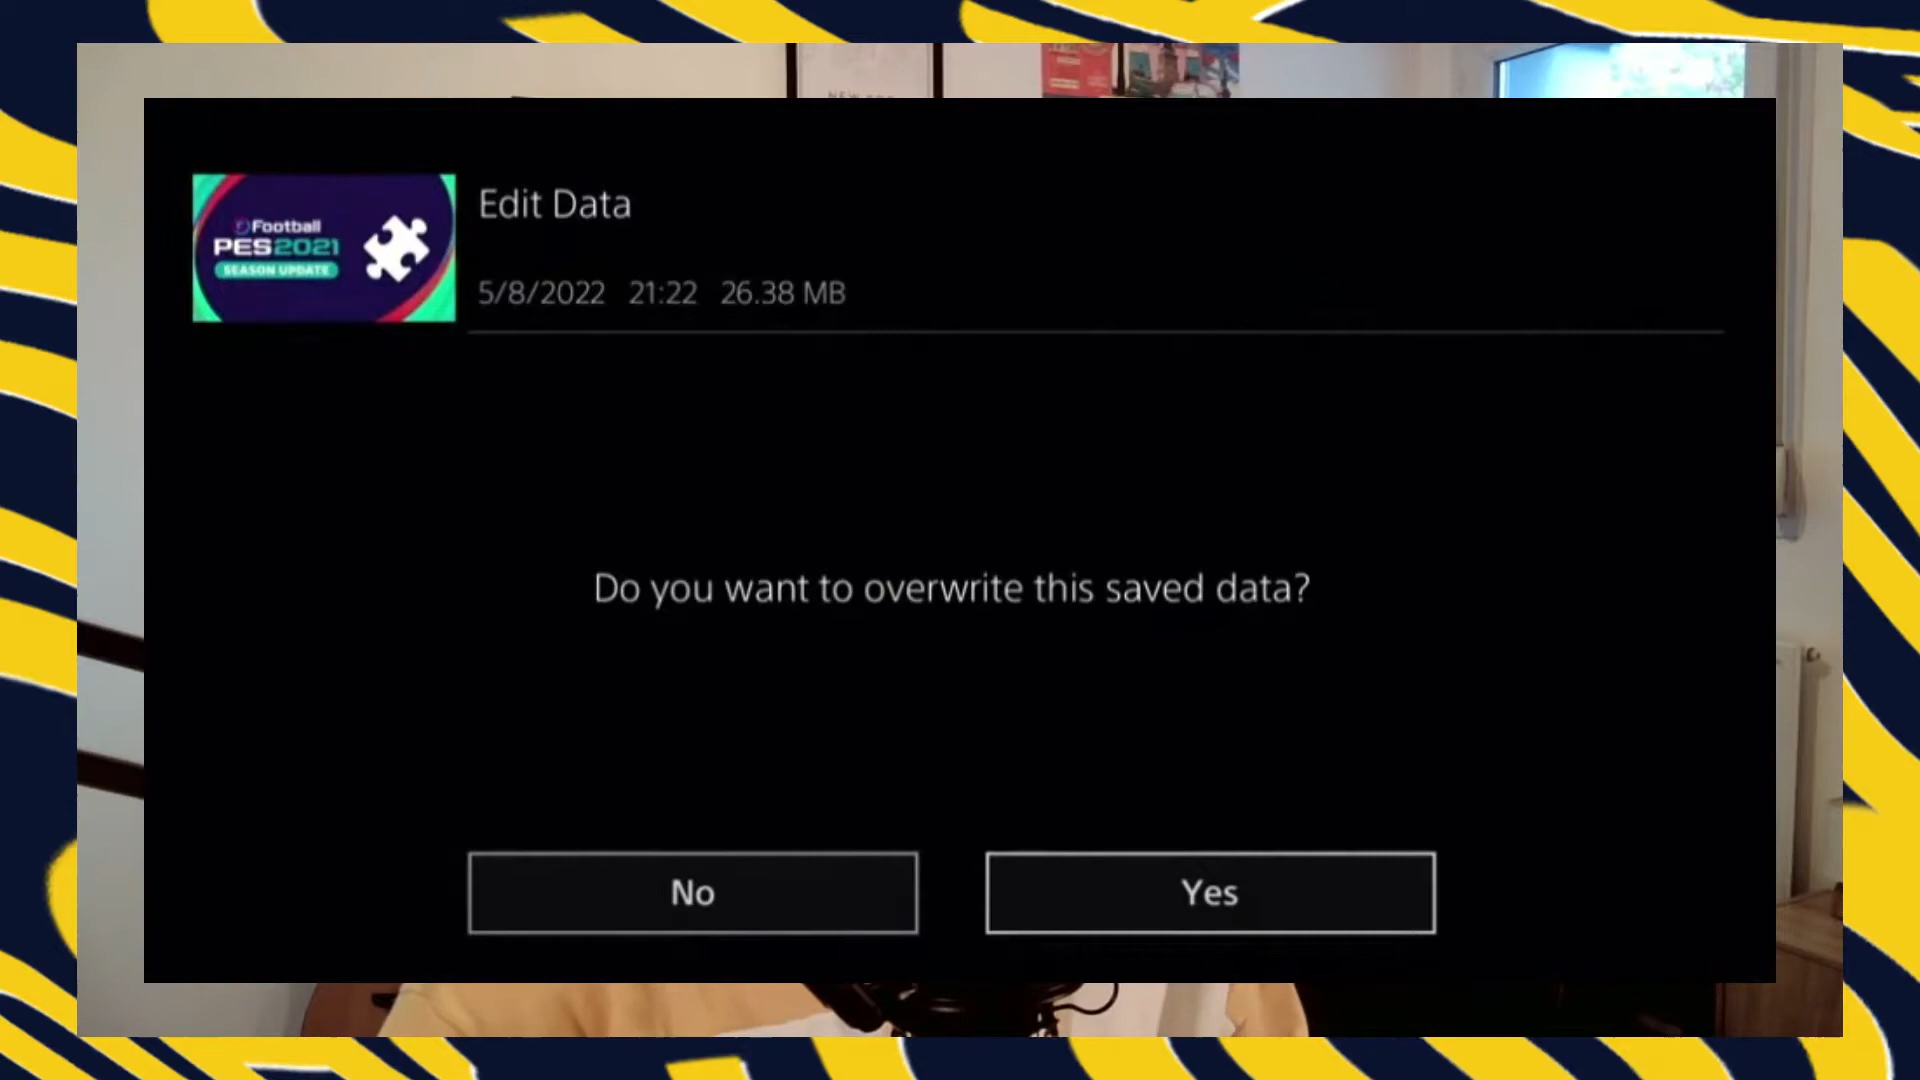 Edit Data
Football
PES2021
SEASON UPDATE
5/8/2022 21:22 26.38 MB
Do you want to overwrite this saved data?
No
Yes